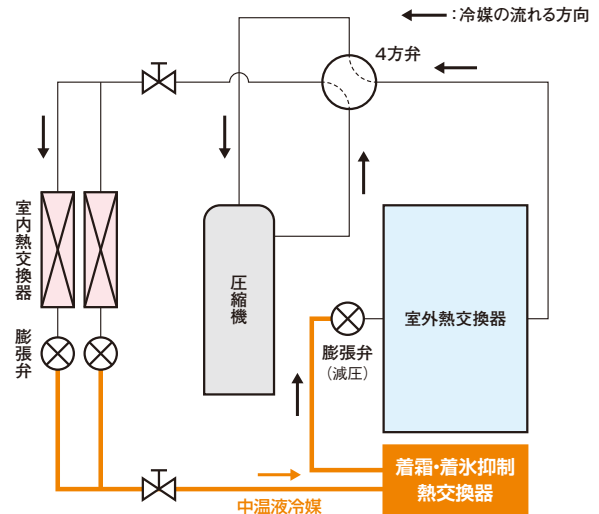 ：冷媒の流れる方向
4方弁
室内熱交換器
圧縮機
室外熱交換器
膨張弁
膨張弁
（減圧）
着霜・着氷抑制
熱交換器
中温液冷媒